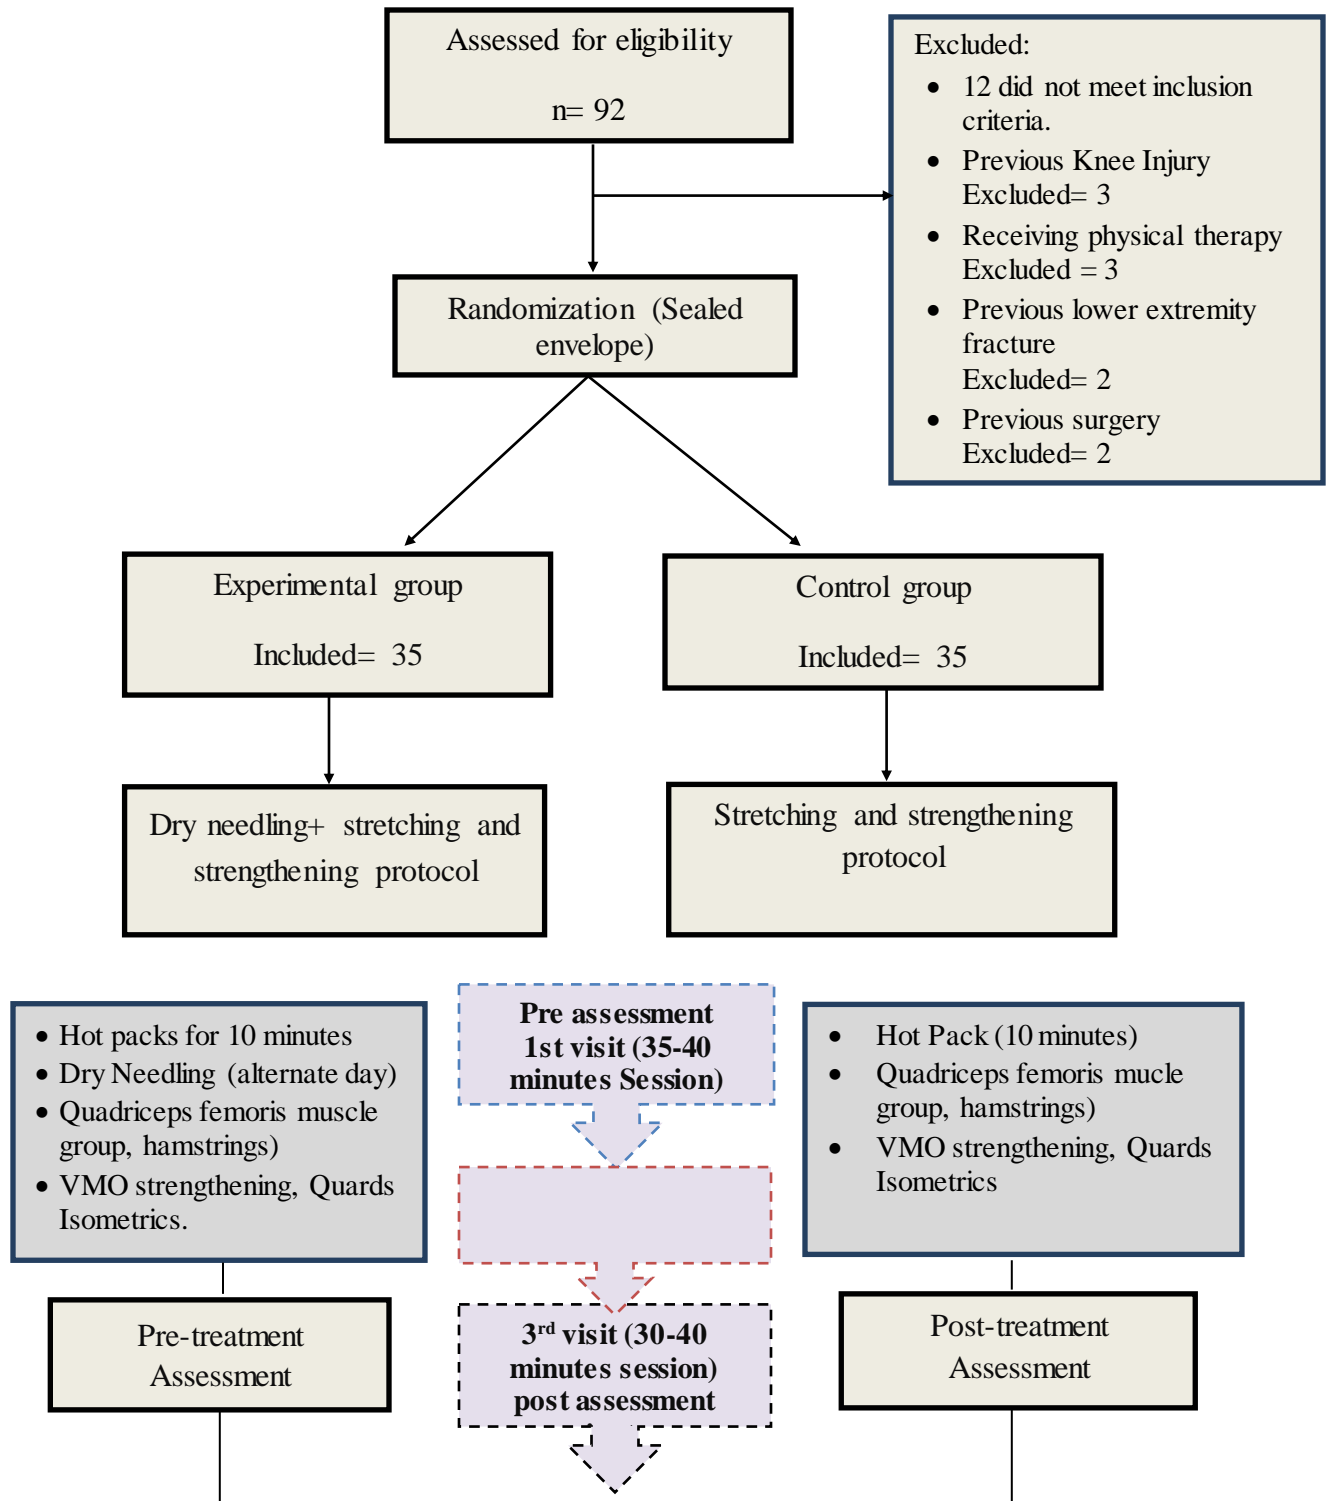 Assessed for eligibility
n= 92
Excluded:
• 12 did not meet inclusion
criteria.
• Previous Knee Injury
Excluded= 3
• Receiving physical therapy
Excluded = 3
• Previous lower extremity
fracture
Excluded= 2
• Previous surgery
Excluded= 2
Randomization (Sealed
envelope)
Experimental group
Included= 35
Control group
Included= 35
Dry needling+ stretching and
strengthening protocol
Stretching and strengthening
protocol
• Hot packs for 10 minutes
• Dry Needling (alternate day)
• Quadriceps femoris muscle
group, hamstrings)
• VMO strengthening, Quards
Isometrics.
Pre assessment
1st visit (35-40
minutes Session)
• Hot Pack (10 minutes)
• Quadriceps femoris mucle
group, hamstrings)
• VMO strengthening, Quards
Isometrics
Pre-treatment
Assessment
3rd visit (30-40
minutes session)
post assessment
Post-treatment
Assessment